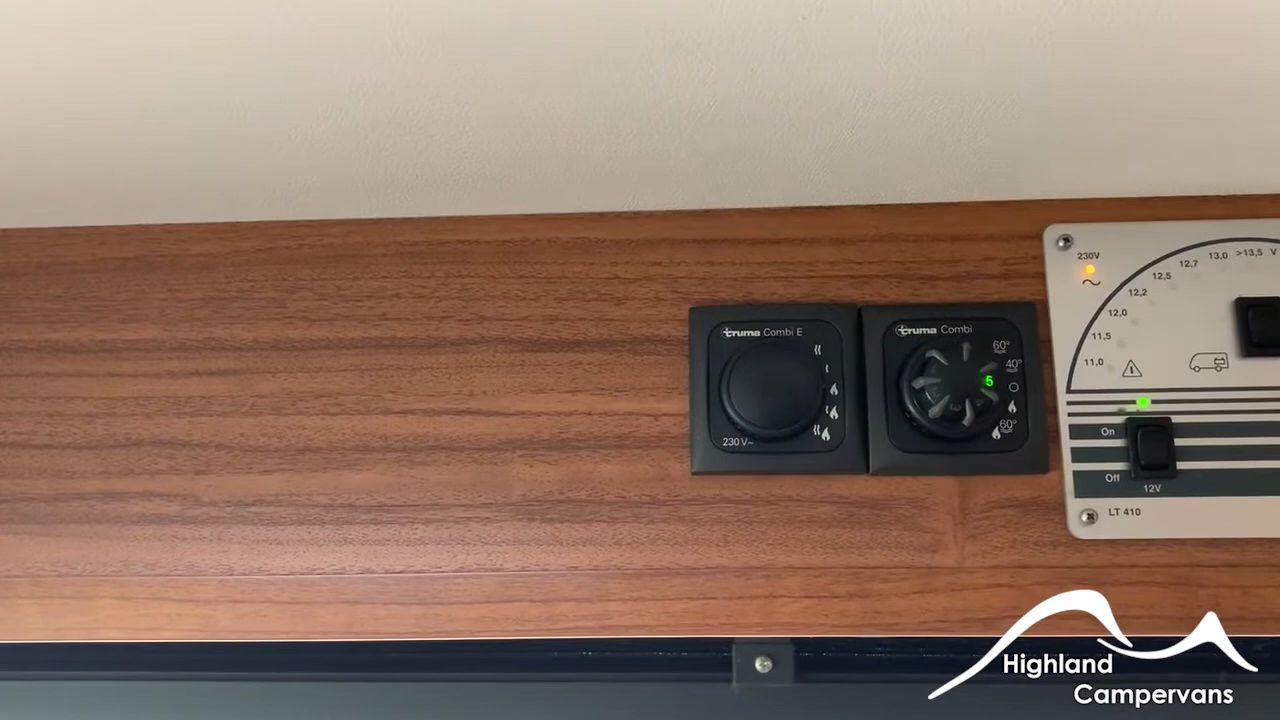 truma Combi E
230 V~
truma Combi
60°
40°
5
60°
230V
11,0
11,5
12,0
12,2
12,5
12,7
13,0
>13,5 V
On
Off
12V
LT 410
Highland
Campervans